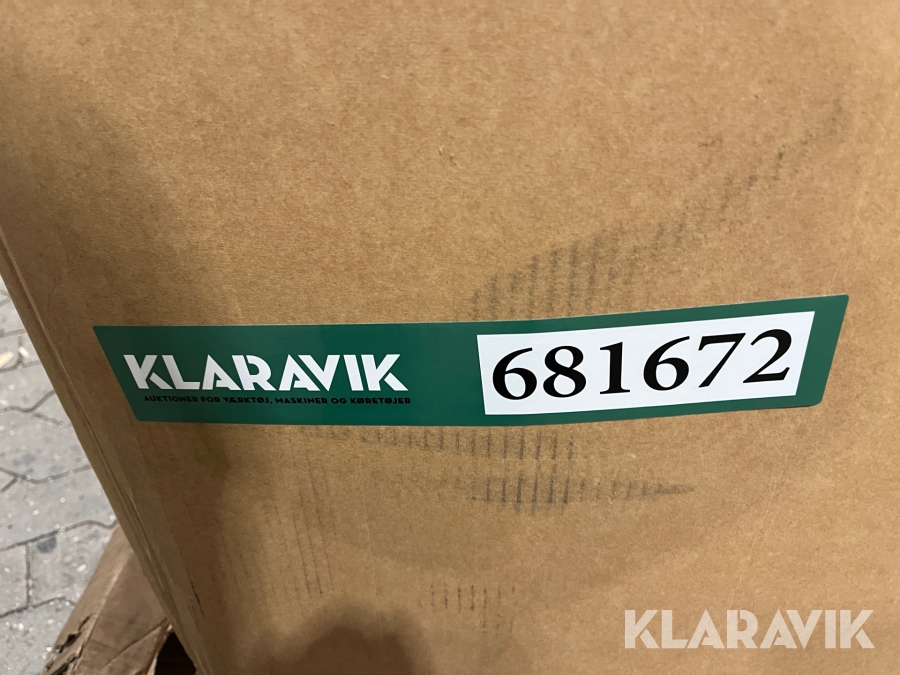 KLARAVIK
AUKTIONER FOR VÆRKTØJ, MASKINER OG KØRETØJER
681672
KLARAVIK